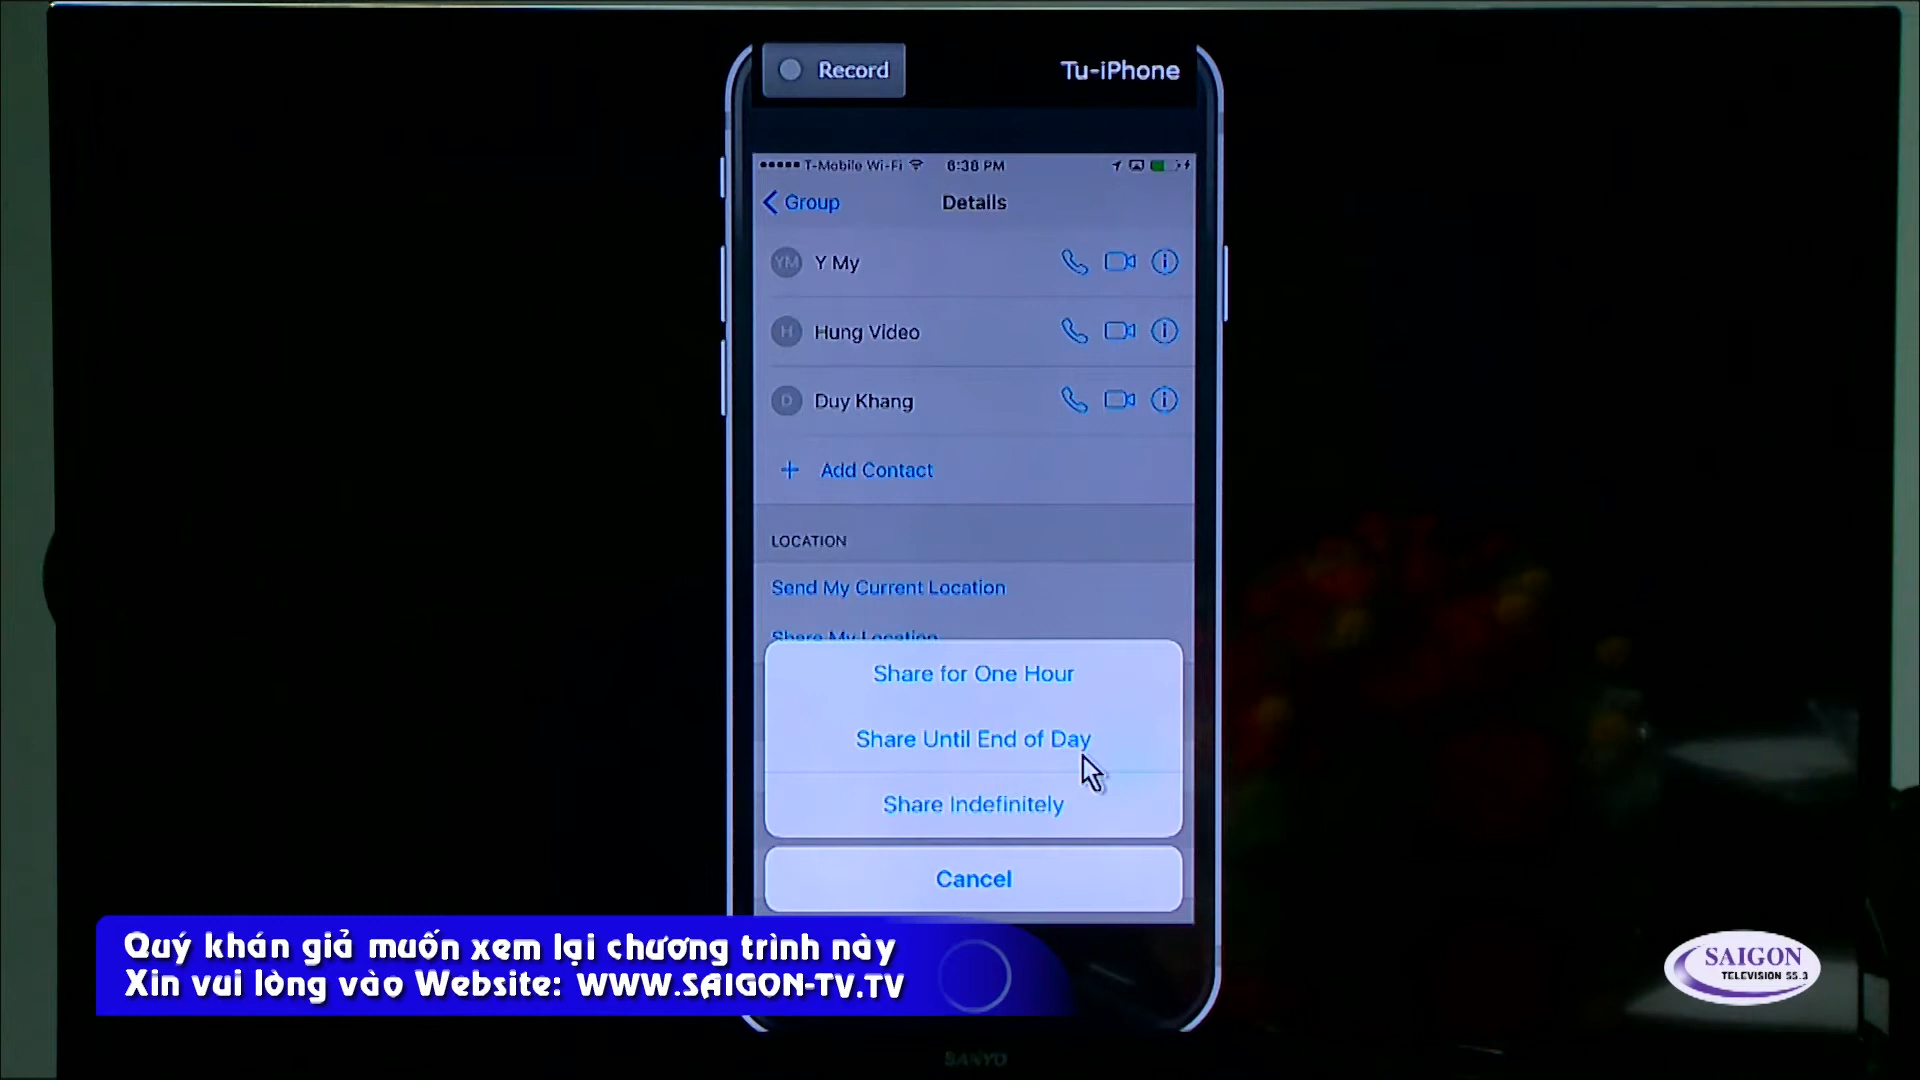 Record
Tu-iPhone
T-Mobile Wi-Fi
6:38 PM
Group
Details
YM
Y My
H
Hung Video
D
Duy Khang
+ Add Contact
LOCATION
Send My Current Location
Share My Location
Share for One Hour
Share Until End of Day
Share Indefinitely
Cancel
Quý khán giả muốn xem lại chương trình này
Xin vui lòng vào Website: WWW.SAIGON-TV.TV
SAIGON
TELEVISION 55.3
SANYO